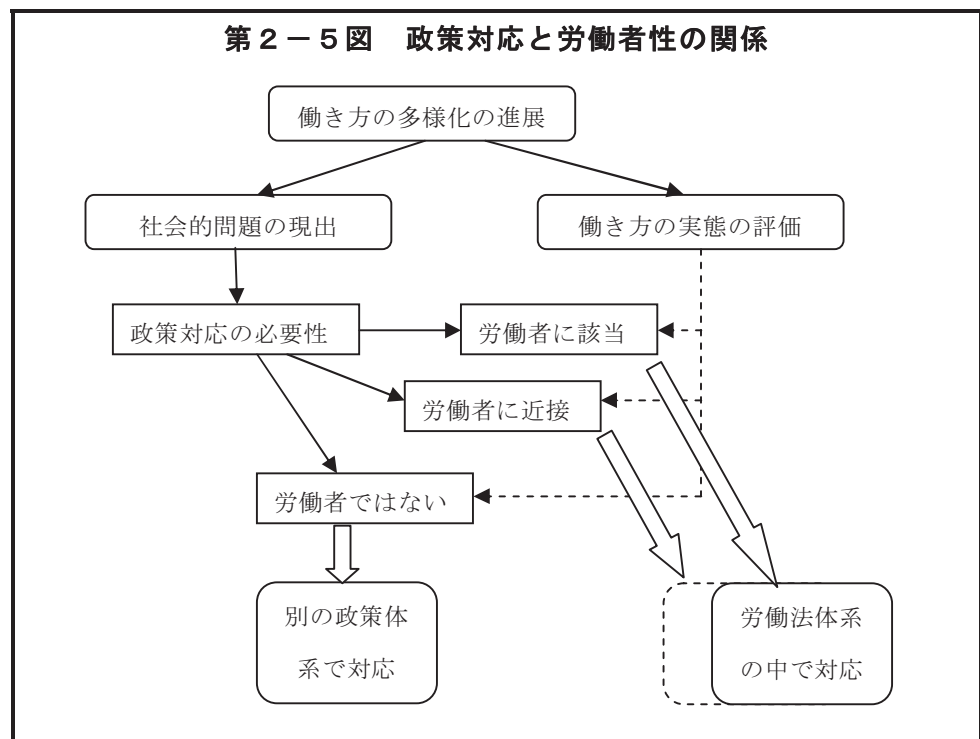 第２－５図　政策対応と労働者性の関係
働き方の多様化の進展
社会的問題の現出
働き方の実態の評価
政策対応の必要性
労働者に該当
労働者に近接
労働者ではない
別の政策体
系で対応
労働法体系
の中で対応